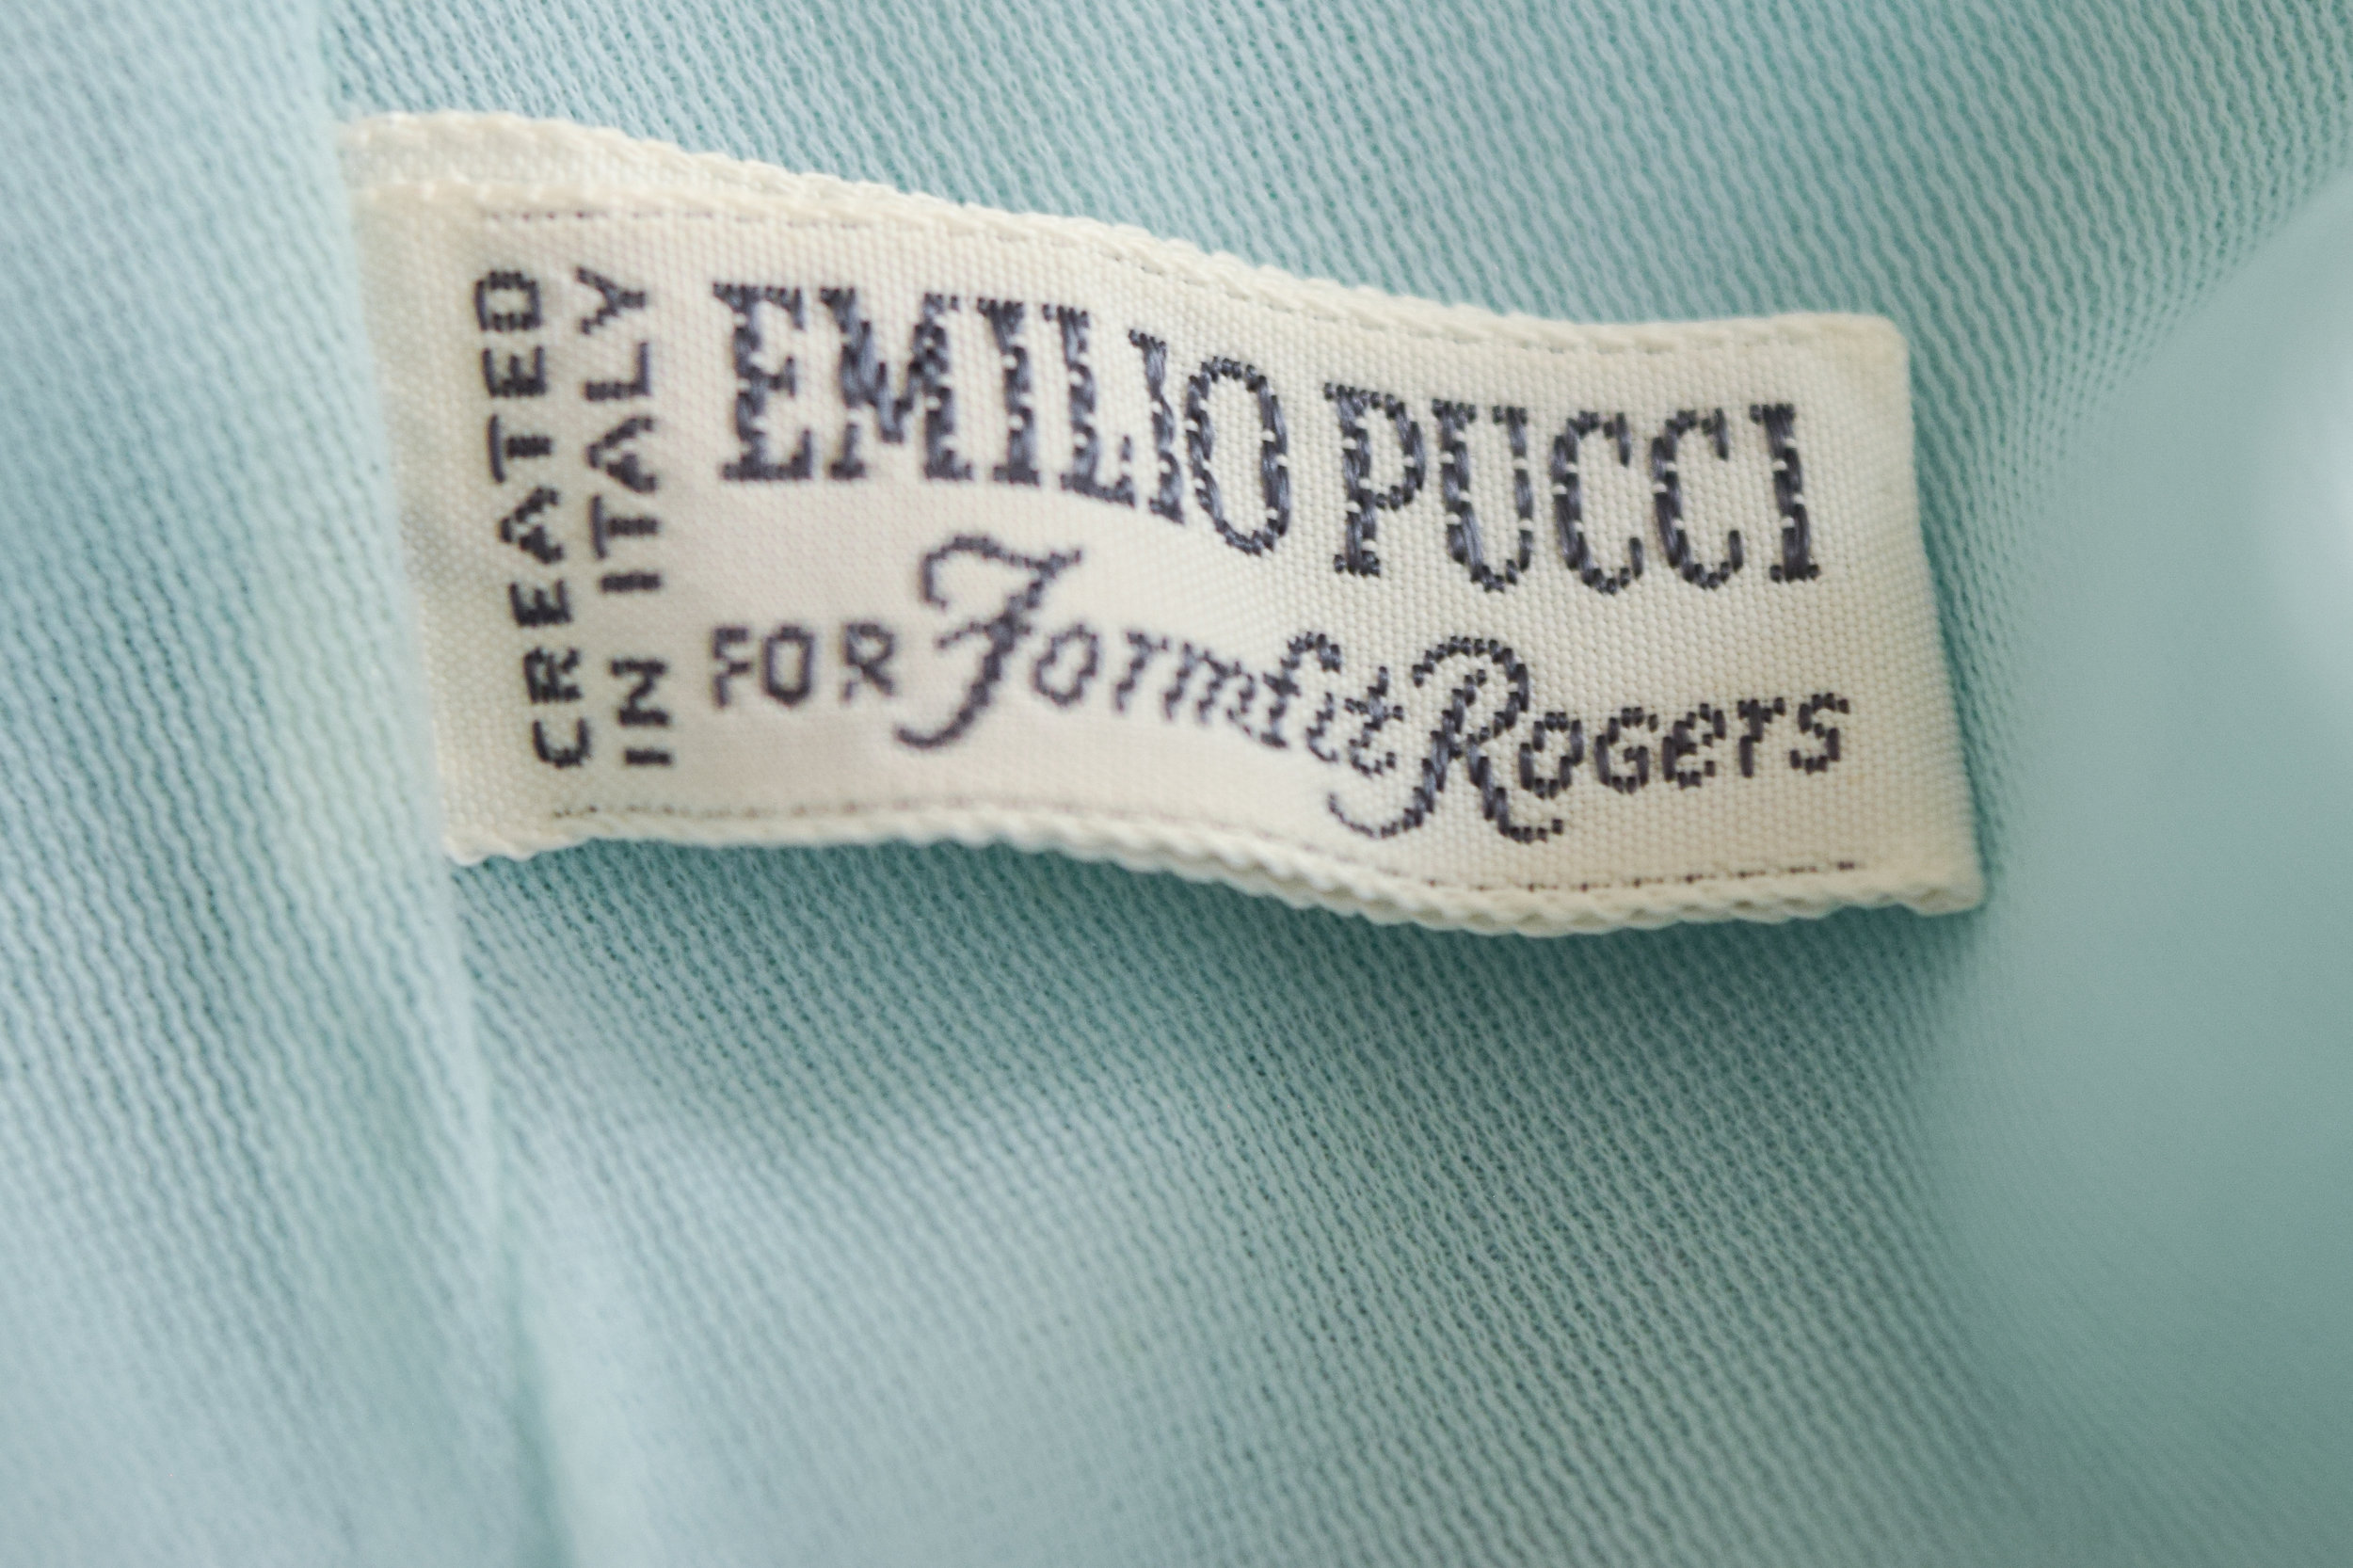 CREATED
IN ITALY
EMILIO PUCCI
FOR Formfit Rogers